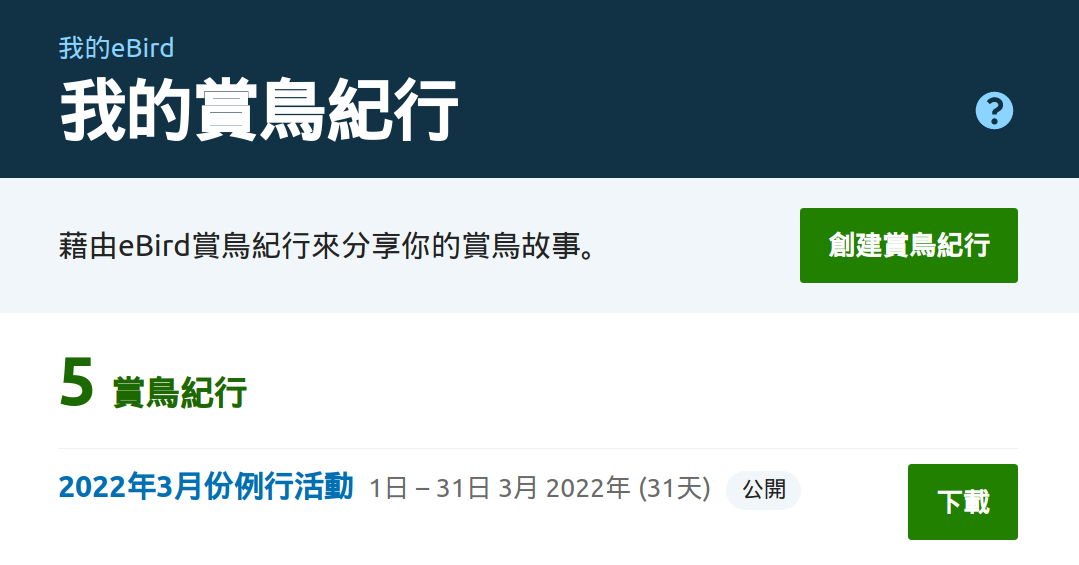 我的eBird
我的賞鳥紀行
?
藉由eBird賞鳥紀行來分享你的賞鳥故事。
創建賞鳥紀行
5 賞鳥紀行
2022年3月份例行活動 1日 – 31日 3月 2022年 (31天) 公開
下載